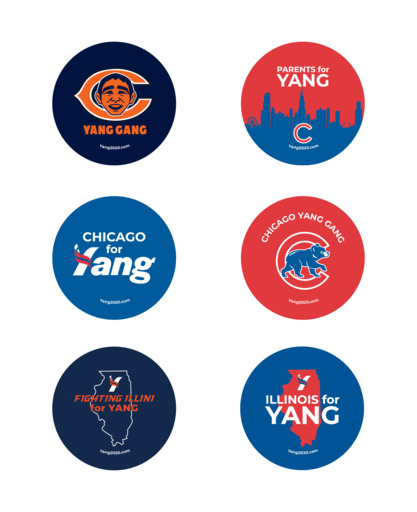 YANG GANG
Yang2020.com
PARENTS for
YANG
C
Yang2020.com
CHICAGO
for
Yang
Yang2020.com
CHICAGO YANG GANG
C
Yang2020.com
Y
FIGHTING ILLINI
for YANG
Yang2020.com
Y
ILLINOIS for
YANG
Yang2020.com